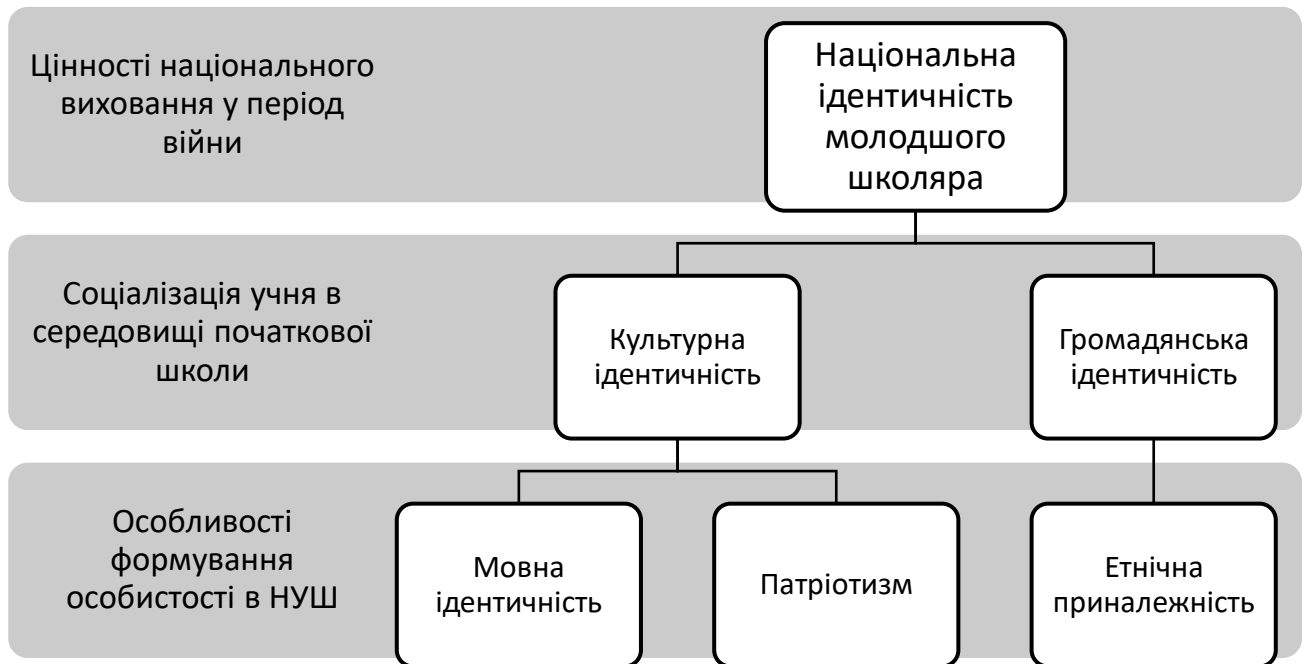 Цінності національного
виховання у період
війни
Національна
ідентичність
молодшого
школяра
Соціалізація учня в
середовищі початкової
школи
Культурна
ідентичність
Громадянська
ідентичність
Особливості
формування
особистості в НУШ
Мовна
ідентичність
Патріотизм
Етнічна
приналежність